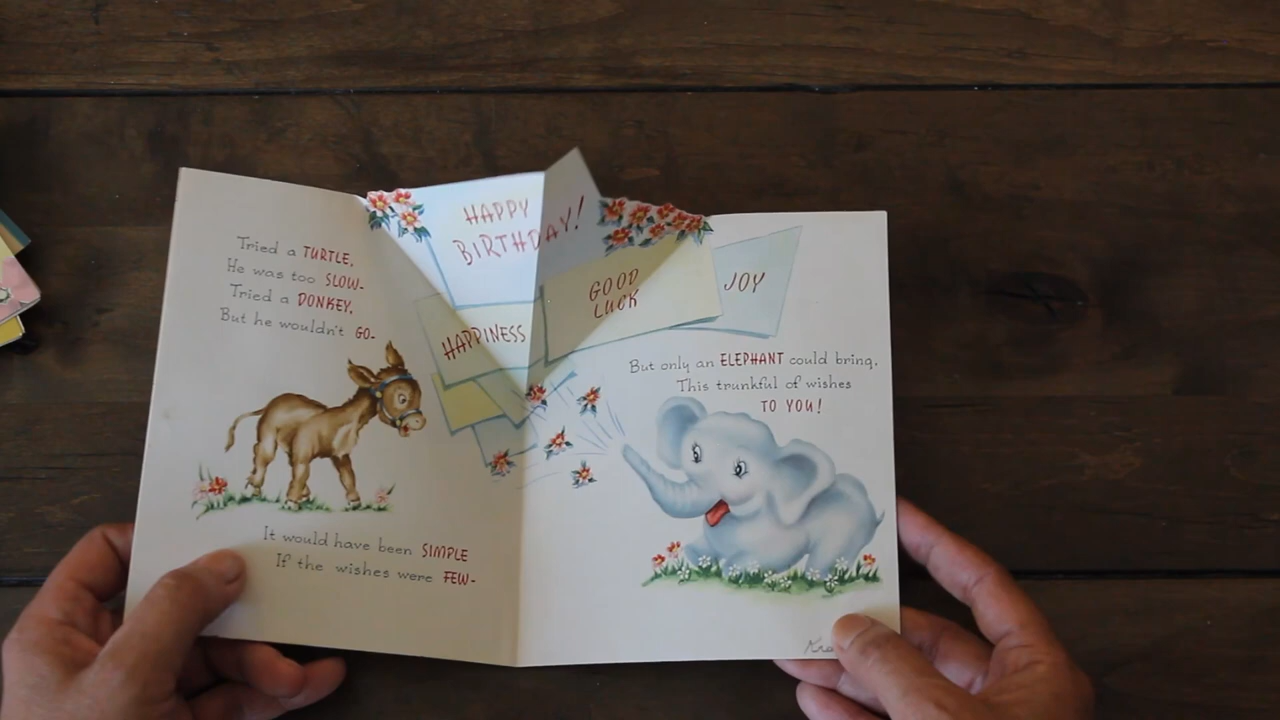 Tried a TURTLE,
He was too SLOW-
Tried a DONKEY,
But he wouldn't GO-
It would have been SIMPLE
If the wishes were FEW-
HAPPY
BIRTHDAY!
HAPPINESS
GOOD
LUCK
JOY
But only an ELEPHANT could bring,
This trunkful of wishes
TO YOU!